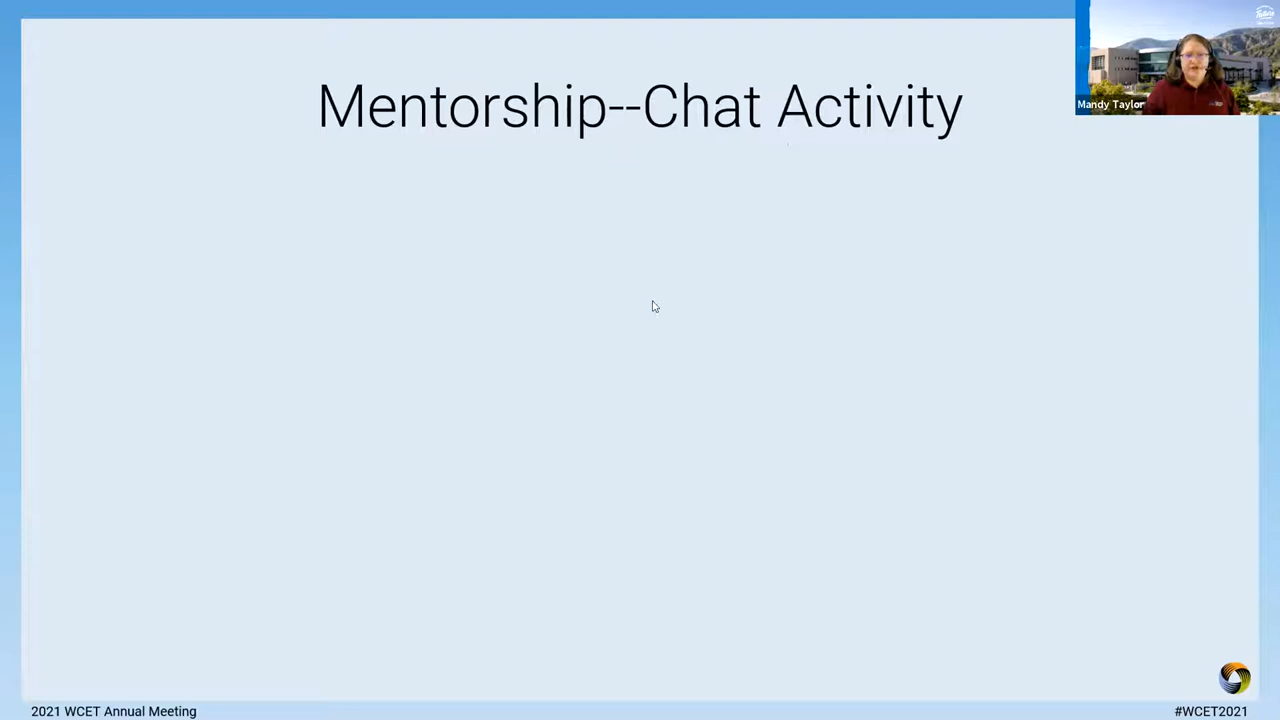 Mentorship--Chat Activity
Mandy Taylor
2021 WCET Annual Meeting
#WCET2021